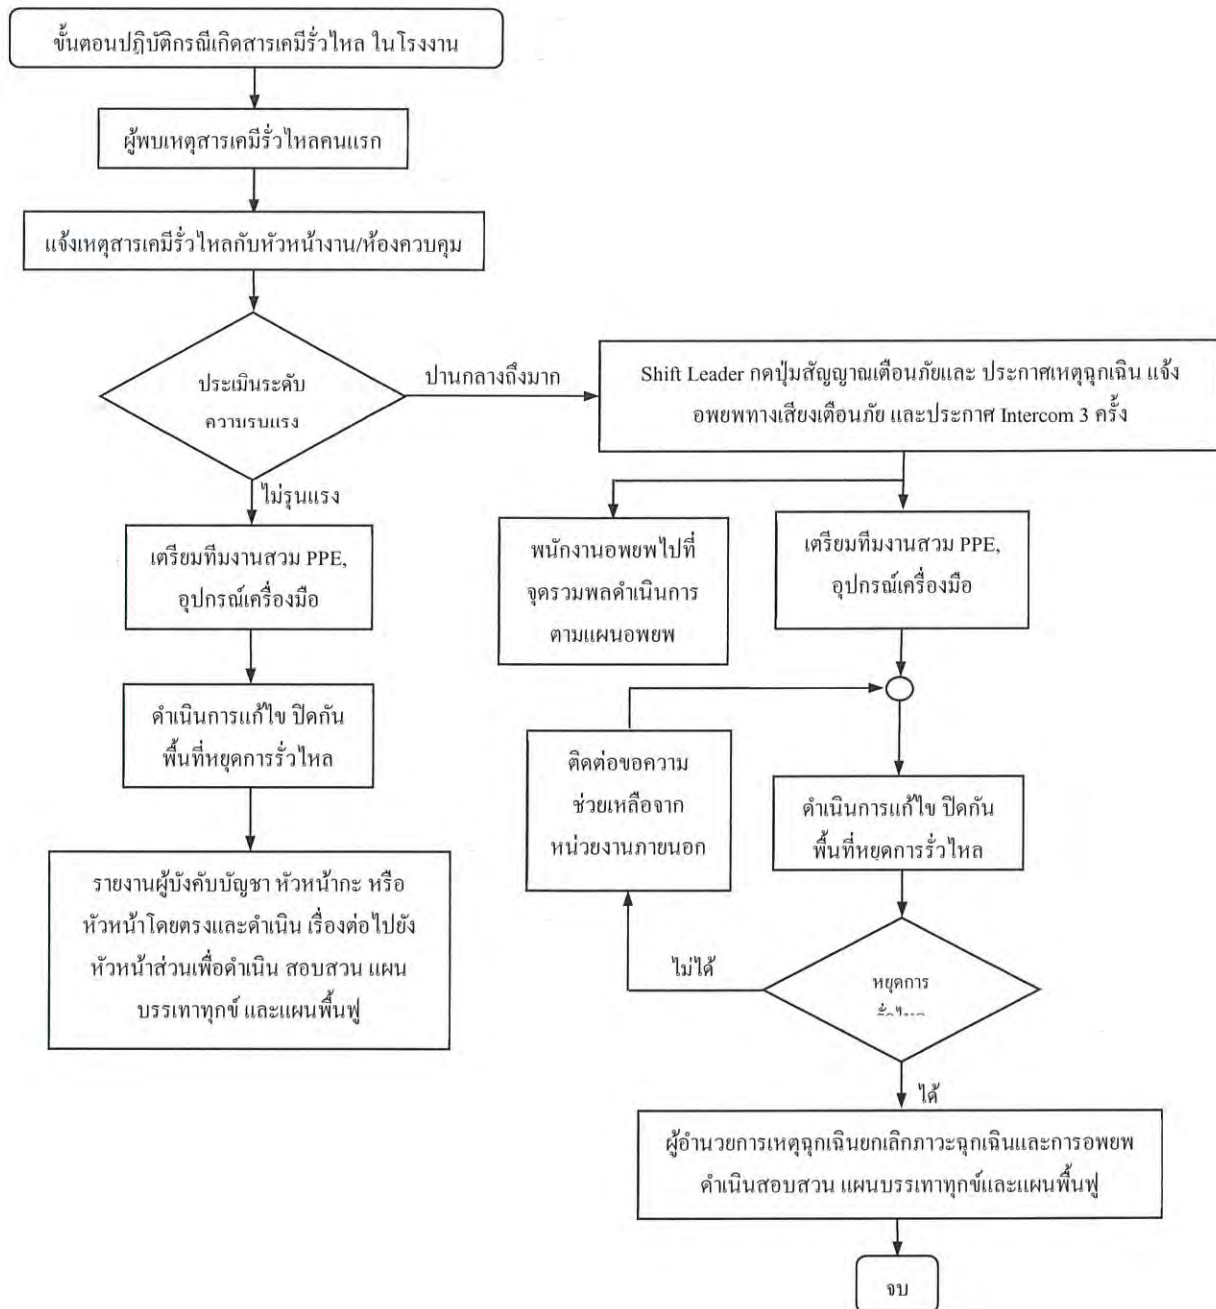 ขั้นตอนปฏิบัติกรณีเกิดสารเคมีรั่วไหล ในโรงงาน
ผู้พบเหตุสารเคมีรั่วไหลคนแรก
แจ้งเหตุสารเคมีรั่วไหลกับหัวหน้างาน/ห้องควบคุม
ประเมินระดับ
ความรุนแรง
ปานกลางถึงมาก
Shift Leader กดปุ่มสัญญาณเตือนภัยและ ประกาศเหตุฉุกเฉิน แจ้ง
อพยพทางเสียงเตือนภัย และประกาศ Intercom 3 ครั้ง
ไม่รุนแรง
เตรียมทีมงานสวม PPE,
อุปกรณ์เครื่องมือ
ดำเนินการแก้ไข ปิดกั้น
พื้นที่หยุดการรั่วไหล
รายงานผู้บังคับบัญชา หัวหน้ากะ หรือ
หัวหน้าโดยตรงและดำเนิน เรื่องต่อไปยัง
หัวหน้าส่วนเพื่อดำเนิน สอบสวน แผน
บรรเทาทุกข์ และแผนพื้นฟู
พนักงานอพยพไปที่
จุดรวมพลดำเนินการ
ตามแผนอพยพ
เตรียมทีมงานสวม PPE,
อุปกรณ์เครื่องมือ
ติดต่อขอความ
ช่วยเหลือจาก
หน่วยงานภายนอก
ดำเนินการแก้ไข ปิดกั้น
พื้นที่หยุดการรั่วไหล
ไม่ได้
หยุดการ
ได้
ผู้อำนวยการเหตุฉุกเฉินยกเลิกภาวะฉุกเฉินและการอพยพ
ดำเนินสอบสวน แผนบรรเทาทุกข์และแผนพื้นฟู
จบ